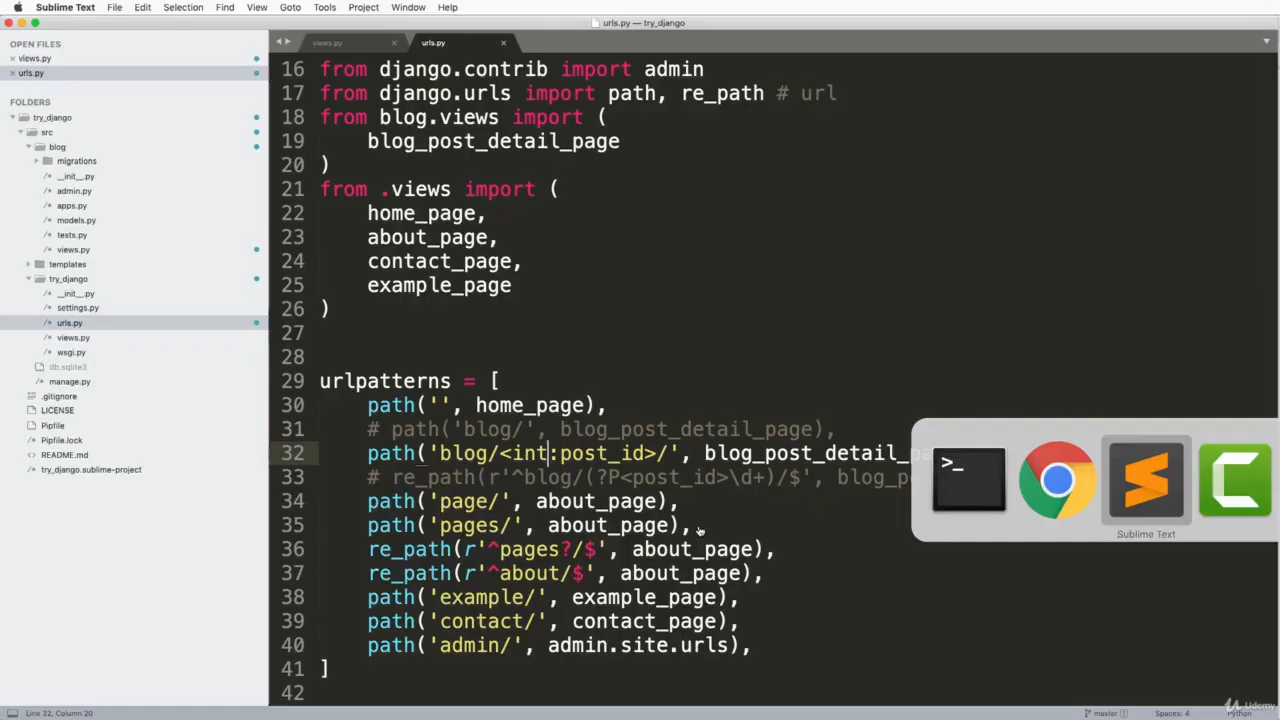 Sublime Text File Edit Selection Find View Goto Tools Project Window Help
urls.py — try_django
OPEN FILES
views.py
urls.py
FOLDERS
try_django
src
blog
migrations
__init__.py
admin.py
apps.py
models.py
tests.py
views.py
templates
try_django
__init__.py
settings.py
urls.py
views.py
wsgi.py
db.sqlite3
manage.py
.gitignore
LICENSE
Pipfile
Pipfile.lock
README.md
try_django.sublime-project
views.py urls.py
16 from django.contrib import admin
17 from django.urls import path, re_path # url
18 from blog.views import (
19 blog_post_detail_page
20 )
21 from .views import (
22 home_page,
23 about_page,
24 contact_page,
25 example_page
26 )
27
28
29 urlpatterns = [
30 path('', home_page),
31 # path('blog/', blog_post_detail_page),
32 path('blog/<int:post_id>/', blog_post_detail_pa
33 # re_path(r'^blog/(?P<post_id>\d+)/$', blog_p
34 path('page/', about_page),
35 path('pages/', about_page),
36 re_path(r'^pages?/$', about_page),
37 re_path(r'^about/$', about_page),
38 path('example/', example_page),
39 path('contact/', contact_page),
40 path('admin/', admin.site.urls),
41 ]
42
>_
Sublime Text
Line 32, Column 20
master 2 Spaces: 4 Python
Udemy